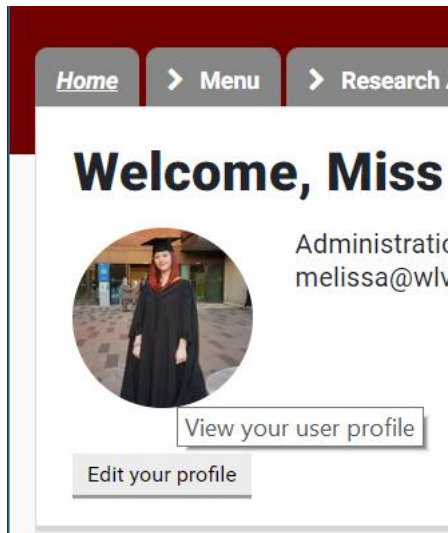 Home > Menu > Research
Welcome, Miss
Administratio
melissa@wlv
View your user profile
Edit your profile